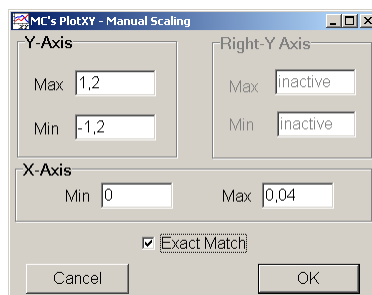 MC's PlotXY - Manual Scaling
Y-Axis
Max 1,2
Min -1,2
Right-Y Axis
Max inactive
Min inactive
X-Axis
Min 0 Max 0,04
Exact Match
Cancel OK